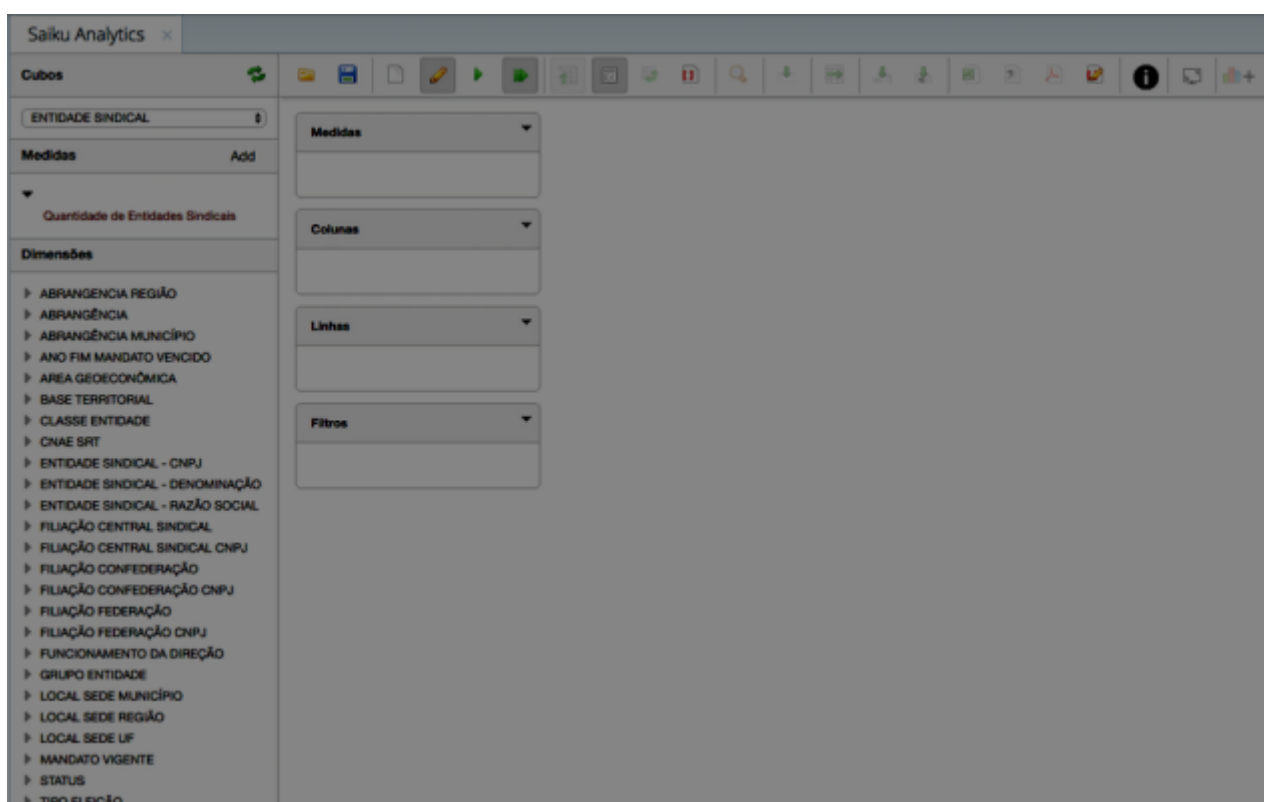 Saiku Analytics ×
Cubos
ENTIDADE SINDICAL
Medidas Add
Quantidade de Entidades Sindicais
Dimensões
ABRANGENCIA REGIÃO
ABRANGÊNCIA
ABRANGÊNCIA MUNICÍPIO
ANO FIM MANDATO VENCIDO
AREA GEOECONÔMICA
BASE TERRITORIAL
CLASSE ENTIDADE
CNAE SRT
ENTIDADE SINDICAL - CNPJ
ENTIDADE SINDICAL - DENOMINAÇÃO
ENTIDADE SINDICAL - RAZÃO SOCIAL
FILIAÇÃO CENTRAL SINDICAL
FILIAÇÃO CENTRAL SINDICAL CNPJ
FILIAÇÃO CONFEDERAÇÃO
FILIAÇÃO CONFEDERAÇÃO CNPJ
FILIAÇÃO FEDERAÇÃO
FILIAÇÃO FEDERAÇÃO CNPJ
FUNCIONAMENTO DA DIREÇÃO
GRUPO ENTIDADE
LOCAL SEDE MUNICÍPIO
LOCAL SEDE REGIÃO
LOCAL SEDE UF
MANDATO VIGENTE
STATUS
TIPO ELEIÇÃO
Medidas
Colunas
Linhas
Filtros